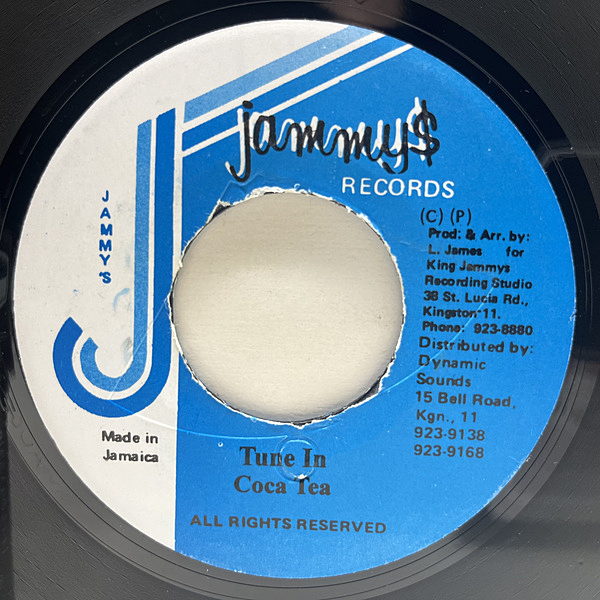 jammy$
RECORDS
JAMMY'S
(C) (P)
Prod: & Arr. by:
L. James for
King Jammys
Recording Studio
38 St. Lucia Rd.,
Kingston 11.
Phone: 923-8880
Distributed by:
Dynamic
Sounds
15 Bell Road,
Kgn., 11
923-9138
923-9168
Made in
Jamaica
Tune In
Coca Tea
ALL RIGHTS RESERVED